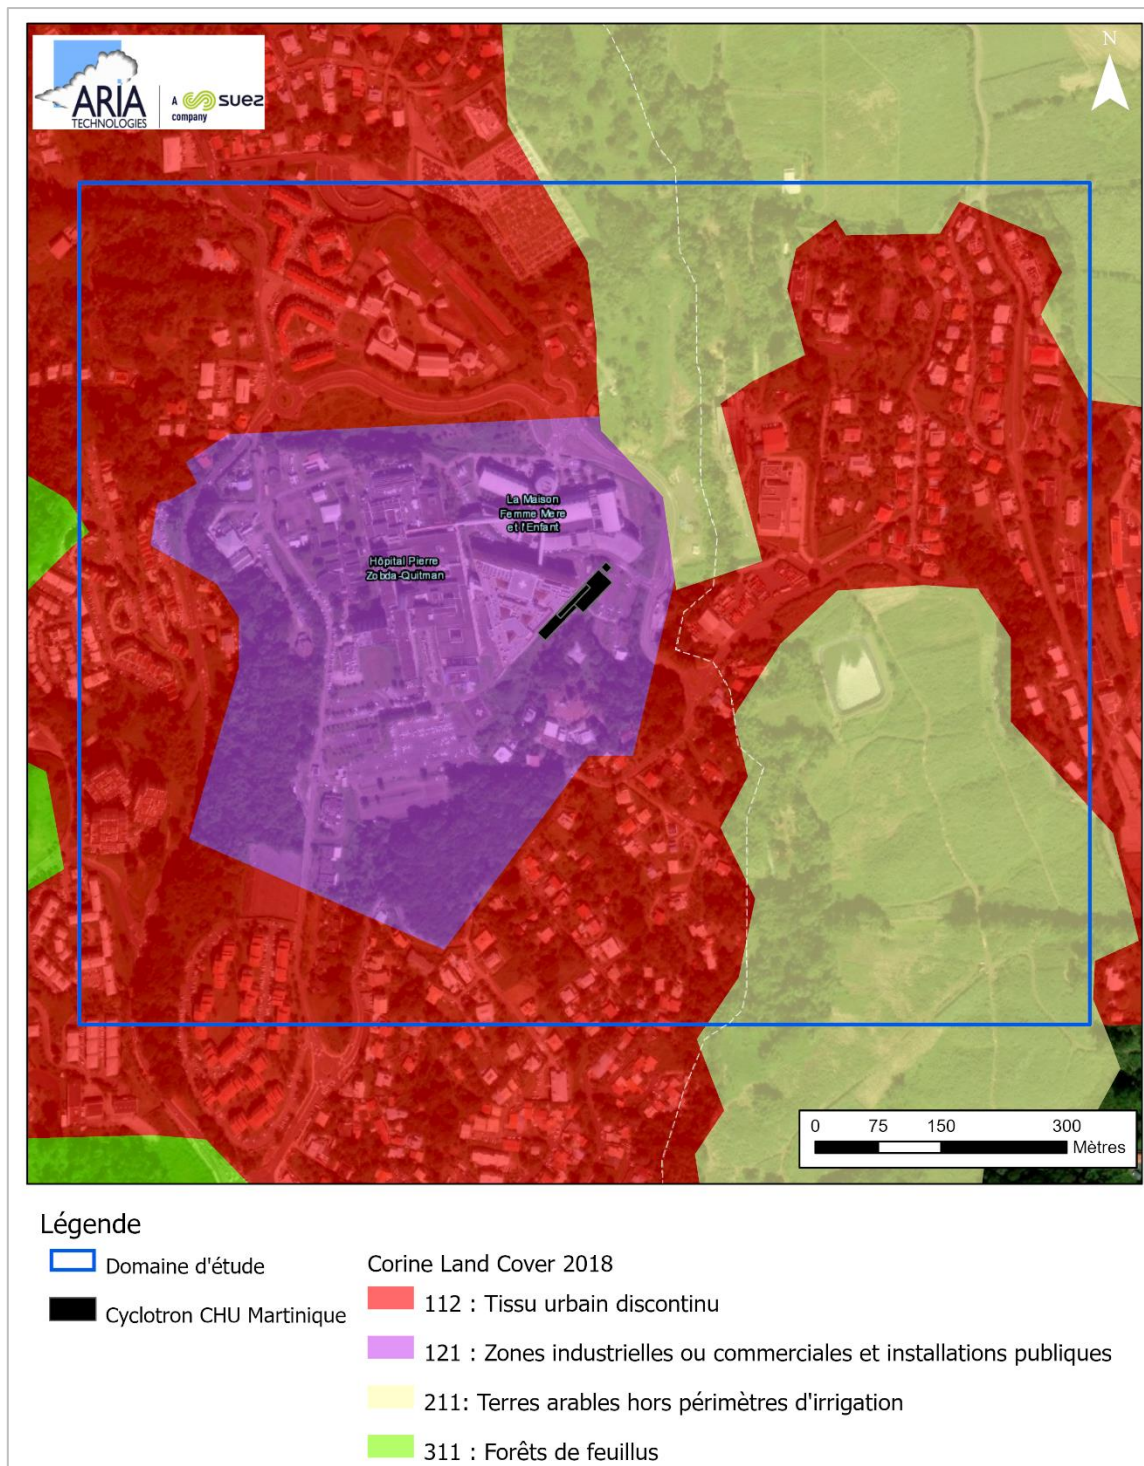 ARIA
TECHNOLOGIES
A suez
company
N
La Maison
Femme Mere
et l'Enfant
Hôpital Pierre
Zobda-Quitman
0 75 150 300
Mètres
Légende
Domaine d'étude
Cyclotron CHU Martinique
Corine Land Cover 2018
112 : Tissu urbain discontinu
121 : Zones industrielles ou commerciales et installations publiques
211: Terres arables hors périmètres d'irrigation
311 : Forêts de feuillus